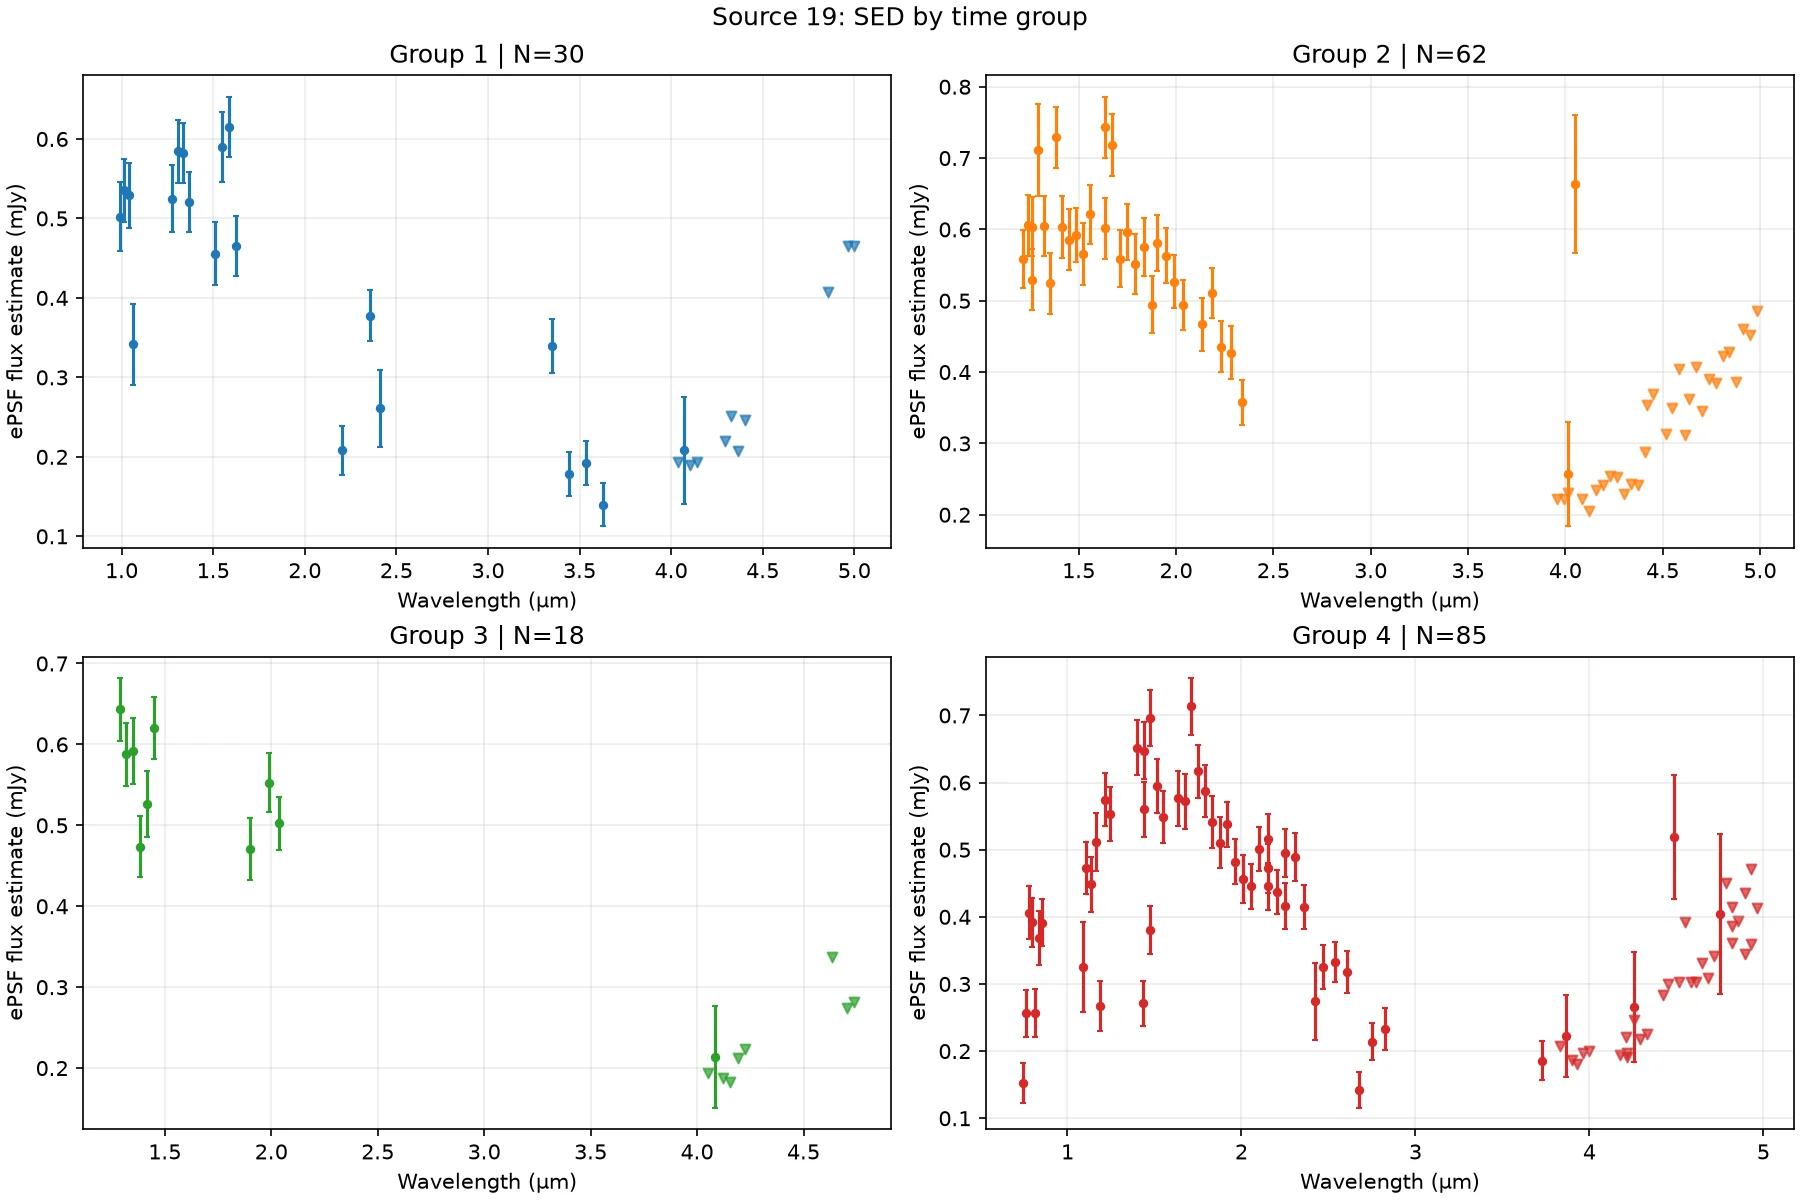 Source 19: SED by time group
Group 1 | N=30
ePSF flux estimate (mJy)
0.6
0.5
0.4
0.3
0.2
0.1
1.0 1.5 2.0 2.5 3.0 3.5 4.0 4.5 5.0
Wavelength (µm)
Group 2 | N=62
ePSF flux estimate (mJy)
0.8
0.7
0.6
0.5
0.4
0.3
0.2
1.5 2.0 2.5 3.0 3.5 4.0 4.5 5.0
Wavelength (µm)
Group 3 | N=18
ePSF flux estimate (mJy)
0.7
0.6
0.5
0.4
0.3
0.2
1.5 2.0 2.5 3.0 3.5 4.0 4.5
Wavelength (µm)
Group 4 | N=85
ePSF flux estimate (mJy)
0.7
0.6
0.5
0.4
0.3
0.2
0.1
1 2 3 4 5
Wavelength (µm)